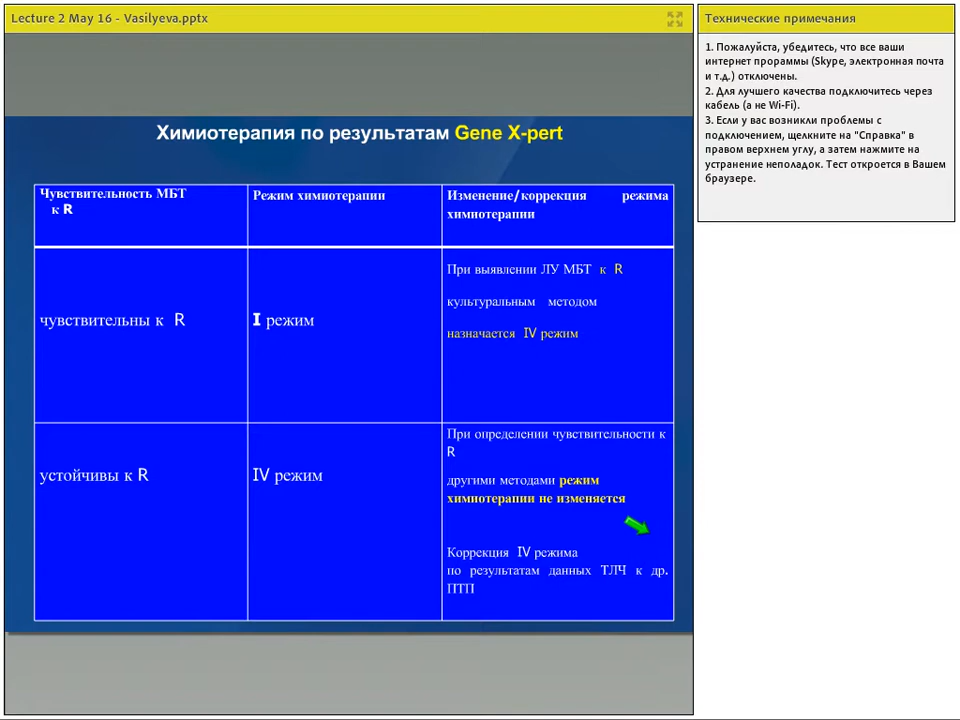 Lecture 2 May 16 - Vasilyeva.pptx
Химиотерапия по результатам Gene X-pert
Чувствительность МБТ
к R
Режим химиотерапии
Изменение/коррекция режима
химиотерапии
чувствительны к R
I режим
При выявлении ЛУ МБТ к R
культуральным методом
назначается IV режим
устойчивы к R
IV режим
При определении чувствительности к
R
другими методами режим
химиотерапии не изменяется
Коррекция IV режима
по результатам данных ТЛЧ к др.
ПТП
Технические примечания
1. Пожалуйста, убедитесь, что все ваши
интернет прораммы (Skype, электронная почта
и т.д.) отключены.
2. Для лучшего качества подключитесь через
кабель (а не Wi-Fi).
3. Если у вас возникли проблемы с
подключением, щелкните на "Справка" в
правом верхнем углу, а затем нажмите на
устранение неполадок. Тест откроется в Вашем
браузере.